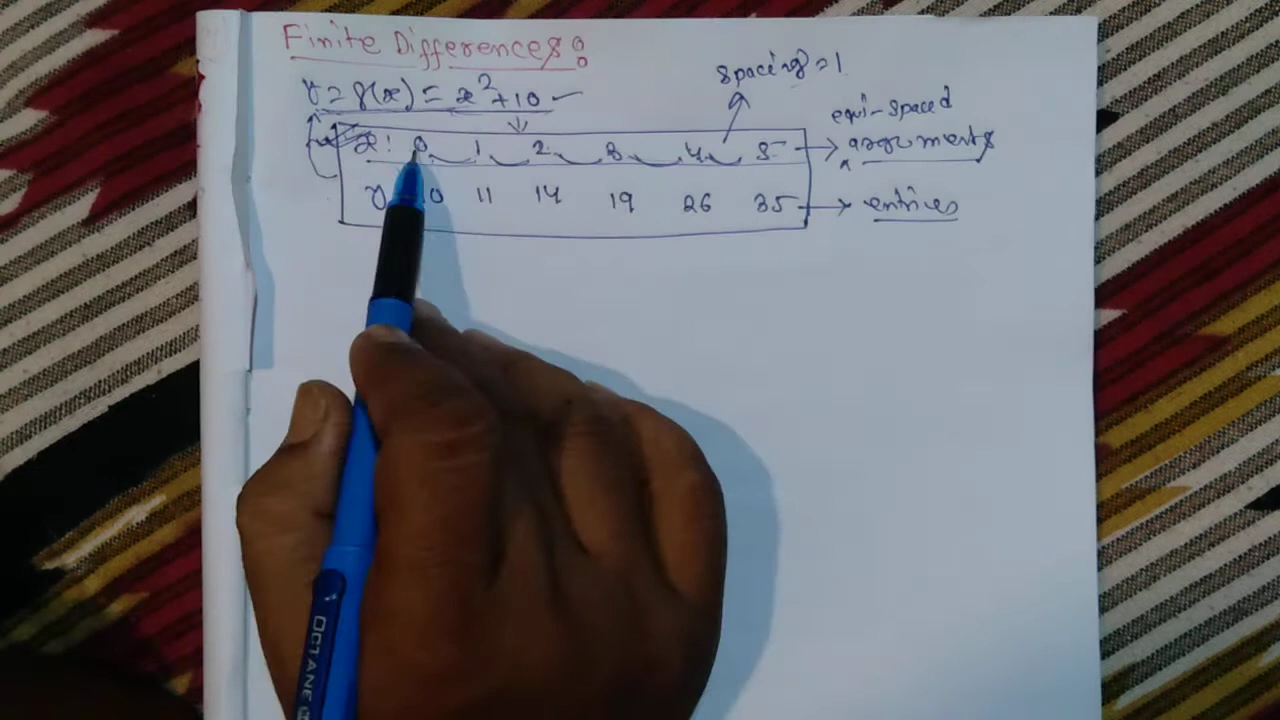 Finite Differences:
spacing = 1
y = f(x) = x²+10
equi-spaced
x: 0 1 2 3 4 5 → arguments
y 10 11 14 19 26 35 → entries
OCTANE